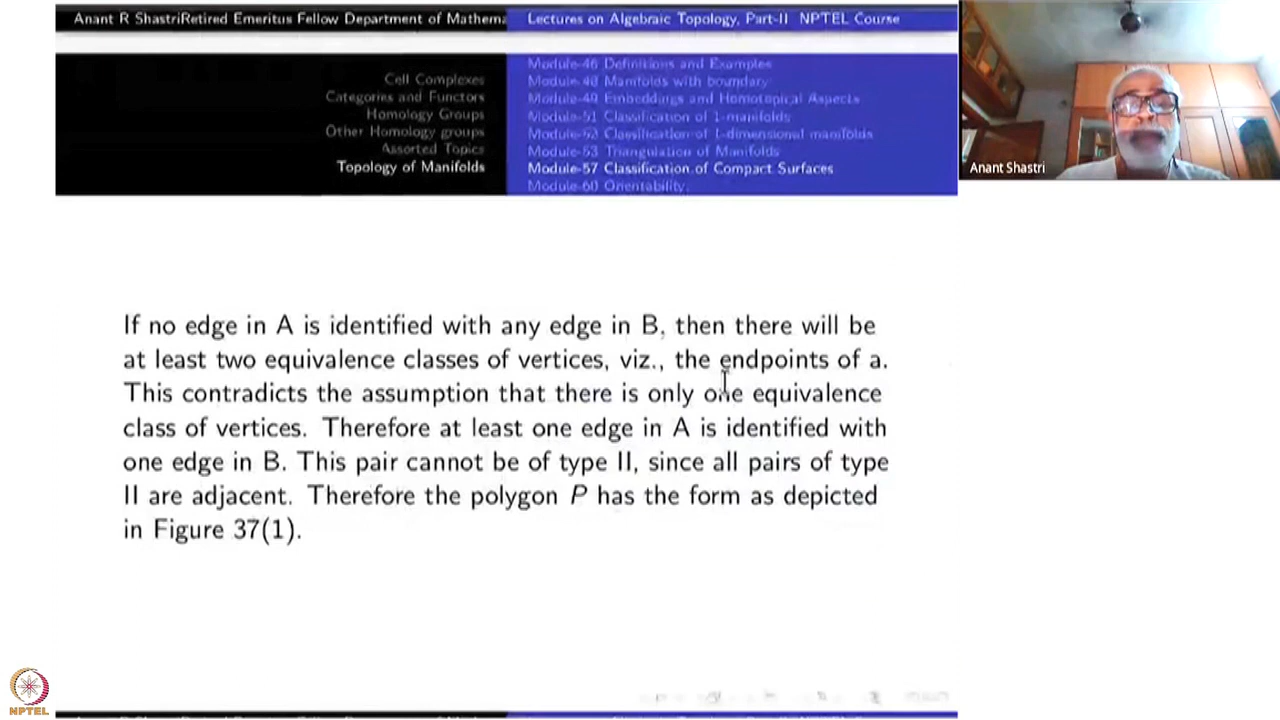 Anant R ShastriRetired Emeritus Fellow Department of Mathema
Lectures on Algebraic Topology, Part-II NPTEL Course
Cell Complexes
Categories and Functors
Homology Groups
Other Homology groups
Assorted Topics
Topology of Manifolds
Module-46 Definitions and Examples
Module-48 Manifolds with boundary
Module-49 Embeddings and Homotopical Aspects
Module-51 Classification of 1-manifolds
Module-52 Classification of 1-dimensional manifolds
Module-53 Triangulation of Manifolds
Module-57 Classification of Compact Surfaces
Module-60 Orientability.
Anant Shastri
If no edge in A is identified with any edge in B, then there will be
at least two equivalence classes of vertices, viz., the endpoints of a.
This contradicts the assumption that there is only one equivalence
class of vertices. Therefore at least one edge in A is identified with
one edge in B. This pair cannot be of type II, since all pairs of type
II are adjacent. Therefore the polygon P has the form as depicted
in Figure 37(1).
NPTEL